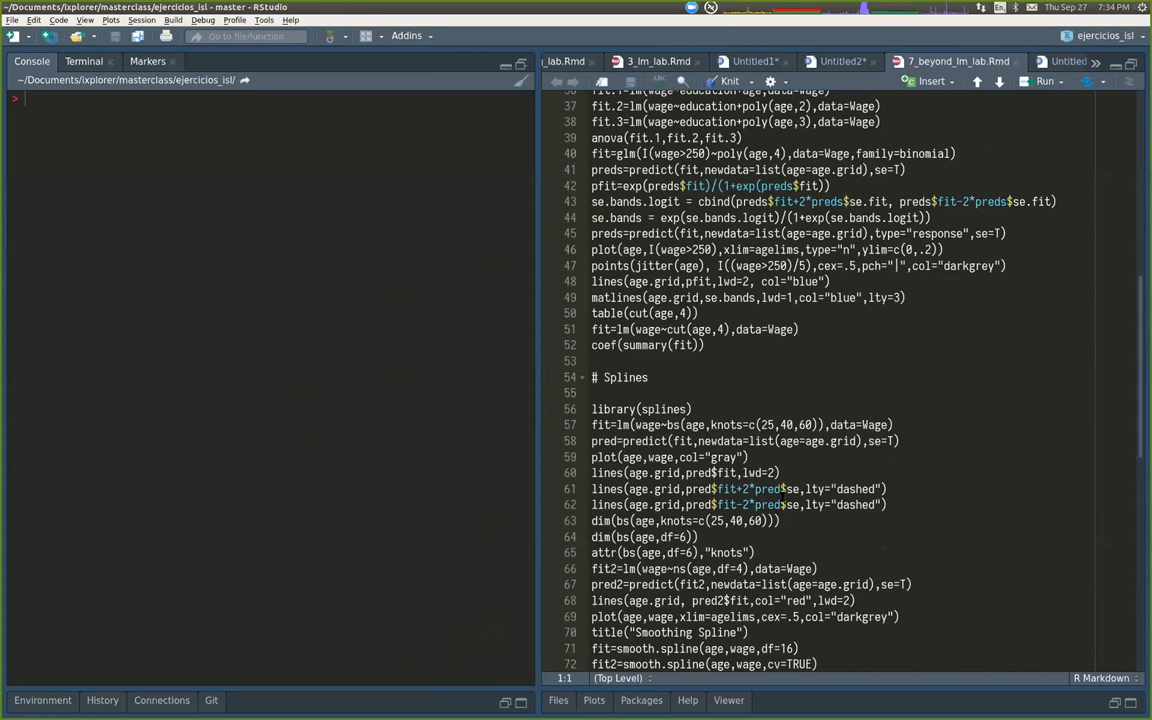 ~/Documents/ixplorer/masterclass/ejercicios_isl - master - RStudio
Thu Sep 27 7:34 PM
File Edit Code View Plots Session Build Debug Profile Tools Help
Go to file/function Addins ejercicios_isl
Console Terminal Markers
~/Documents/ixplorer/masterclass/ejercicios_isl/
>
_lab.Rmd 3_lm_lab.Rmd Untitled1* Untitled2* 7_beyond_lm_lab.Rmd Untitled
ABC Knit Insert Run
36 fit.1=lm(wage~education+age,data=Wage)
37 fit.2=lm(wage~education+poly(age,2),data=Wage)
38 fit.3=lm(wage~education+poly(age,3),data=Wage)
39 anova(fit.1,fit.2,fit.3)
40 fit=glm(I(wage>250)~poly(age,4),data=Wage,family=binomial)
41 preds=predict(fit,newdata=list(age=age.grid),se=T)
42 pfit=exp(preds$fit)/(1+exp(preds$fit))
43 se.bands.logit = cbind(preds$fit+2*preds$se.fit, preds$fit-2*preds$se.fit)
44 se.bands = exp(se.bands.logit)/(1+exp(se.bands.logit))
45 preds=predict(fit,newdata=list(age=age.grid),type="response",se=T)
46 plot(age,I(wage>250),xlim=agelims,type="n",ylim=c(0,.2))
47 points(jitter(age), I((wage>250)/5),cex=.5,pch="|",col="darkgrey")
48 lines(age.grid,pfit,lwd=2, col="blue")
49 matlines(age.grid,se.bands,lwd=1,col="blue",lty=3)
50 table(cut(age,4))
51 fit=lm(wage~cut(age,4),data=Wage)
52 coef(summary(fit))
53
54 # Splines
55
56 library(splines)
57 fit=lm(wage~bs(age,knots=c(25,40,60)),data=Wage)
58 pred=predict(fit,newdata=list(age=age.grid),se=T)
59 plot(age,wage,col="gray")
60 lines(age.grid,pred$fit,lwd=2)
61 lines(age.grid,pred$fit+2*pred$se,lty="dashed")
62 lines(age.grid,pred$fit-2*pred$se,lty="dashed")
63 dim(bs(age,knots=c(25,40,60)))
64 dim(bs(age,df=6))
65 attr(bs(age,df=6),"knots")
66 fit2=lm(wage~ns(age,df=4),data=Wage)
67 pred2=predict(fit2,newdata=list(age=age.grid),se=T)
68 lines(age.grid, pred2$fit,col="red",lwd=2)
69 plot(age,wage,xlim=agelims,cex=.5,col="darkgrey")
70 title("Smoothing Spline")
71 fit=smooth.spline(age,wage,df=16)
72 fit2=smooth.spline(age,wage,cv=TRUE)
1:1 (Top Level) R Markdown
Environment History Connections Git
Files Plots Packages Help Viewer